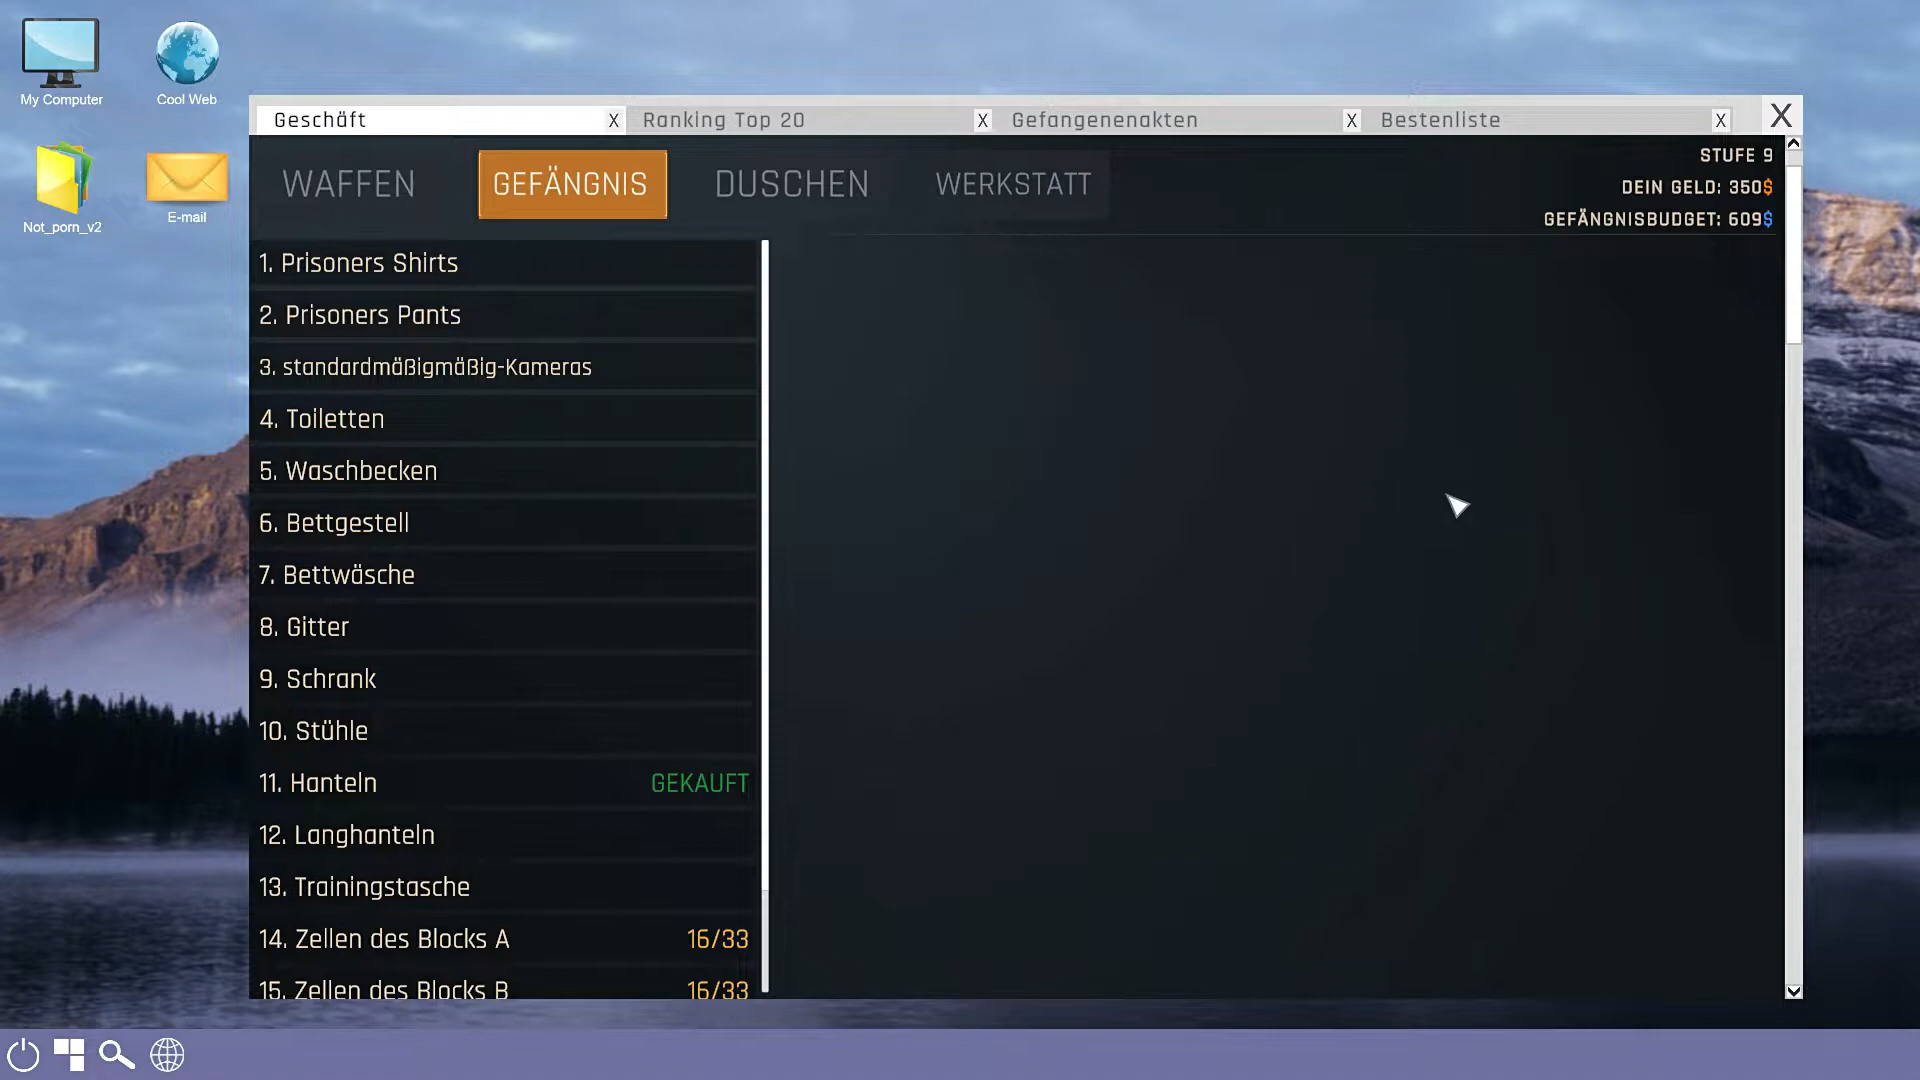 My Computer
Cool Web
Not_porn_v2
E-mail
Geschäft X Ranking Top 20 X Gefangenenakten X Bestenliste X X
WAFFEN GEFÄNGNIS DUSCHEN WERKSTATT
STUFE 9
DEIN GELD: 350$
GEFÄNGNISBUDGET: 609$
1. Prisoners Shirts
2. Prisoners Pants
3. standardmäßigmäßig-Kameras
4. Toiletten
5. Waschbecken
6. Bettgestell
7. Bettwäsche
8. Gitter
9. Schrank
10. Stühle
11. Hanteln GEKAUFT
12. Langhanteln
13. Trainingstasche
14. Zellen des Blocks A 16/33
15. Zellen des Blocks B 16/33